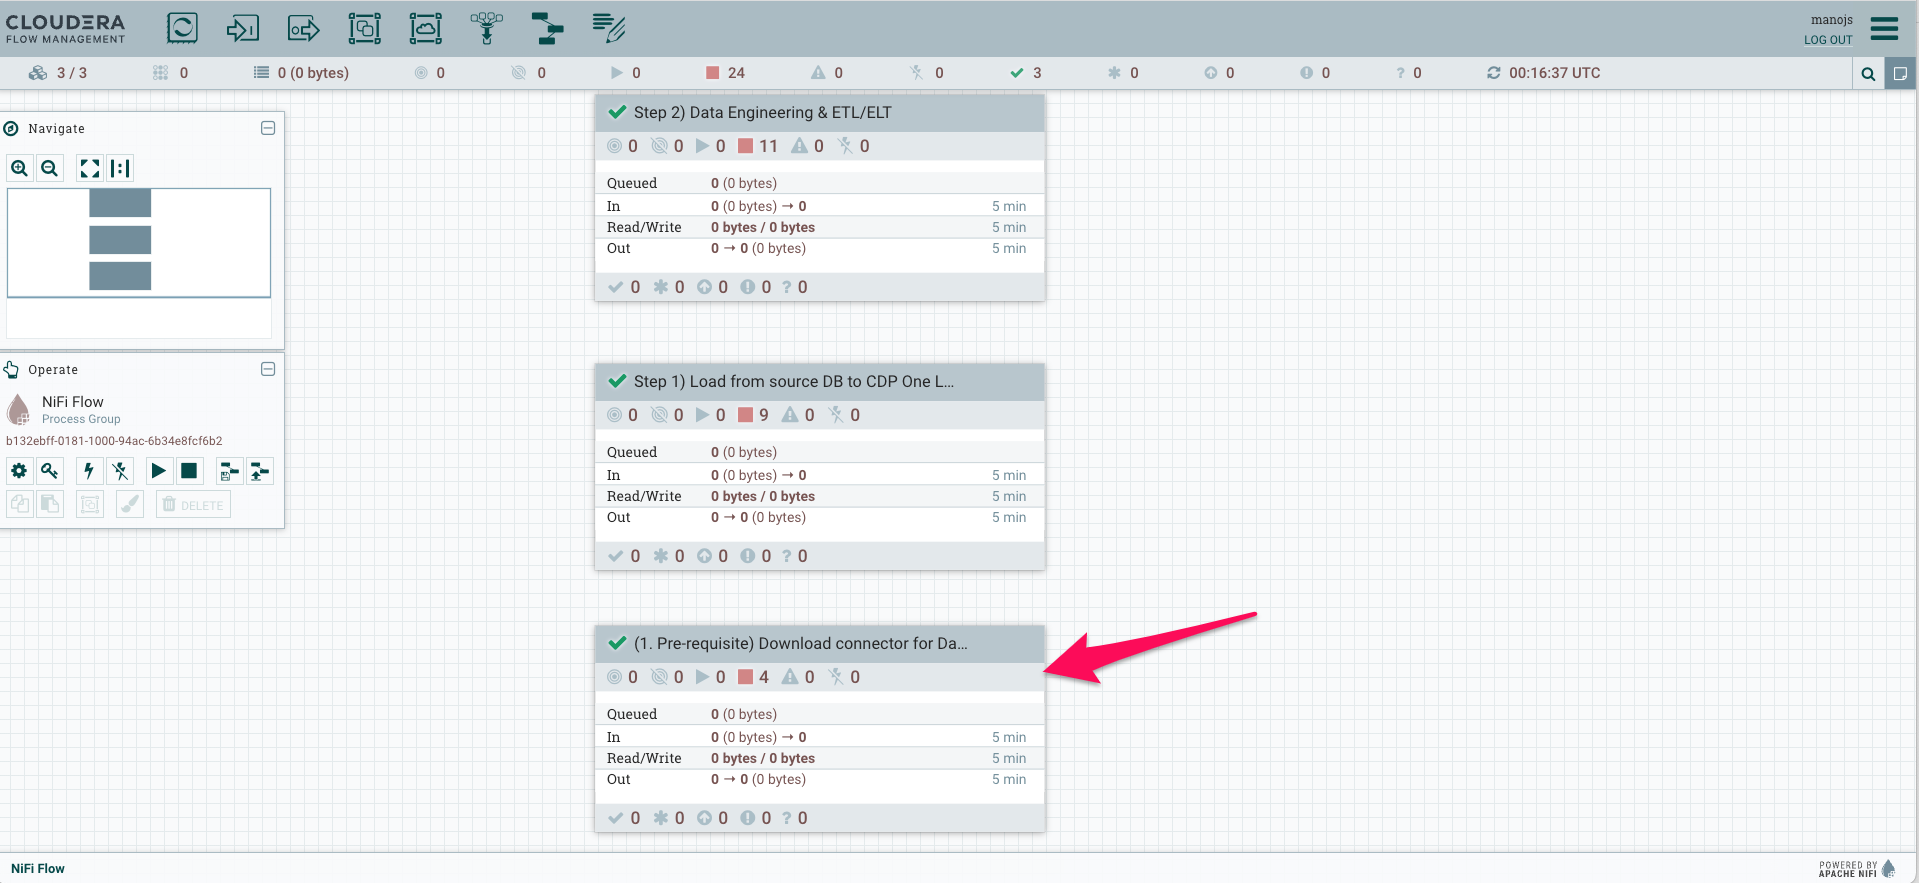 CLOUDERA
FLOW MANAGEMENT
manojs
LOG OUT
3 / 3 0 0 (0 bytes) 0 0 0 24 0 0 3 0 0 0 ? 0 00:16:37 UTC
Navigate
Operate
NiFi Flow
Process Group
b132ebff-0181-1000-94ac-6b34e8fcf6b2
DELETE
Step 2) Data Engineering & ETL/ELT
0 0 0 11 0 0
Queued 0 (0 bytes)
In 0 (0 bytes) → 0 5 min
Read/Write 0 bytes / 0 bytes 5 min
Out 0 → 0 (0 bytes) 5 min
0 0 0 0 ? 0
Step 1) Load from source DB to CDP One L...
0 0 0 9 0 0
Queued 0 (0 bytes)
In 0 (0 bytes) → 0 5 min
Read/Write 0 bytes / 0 bytes 5 min
Out 0 → 0 (0 bytes) 5 min
0 0 0 0 ? 0
(1. Pre-requisite) Download connector for Da...
0 0 0 4 0 0
Queued 0 (0 bytes)
In 0 (0 bytes) → 0 5 min
Read/Write 0 bytes / 0 bytes 5 min
Out 0 → 0 (0 bytes) 5 min
0 0 0 0 ? 0
NiFi Flow
POWERED BY
APACHE NIFI